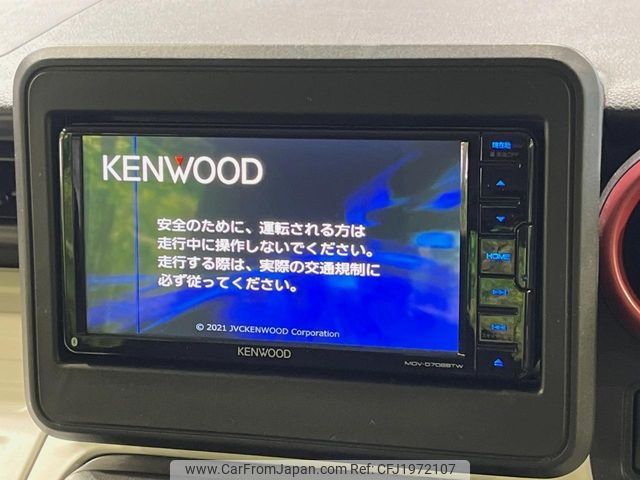 KENWOOD
安全のために、運転される方は
走行中に操作しないでください。
走行する際は、実際の交通規制に
必ず従ってください。
© 2021 JVCKENWOOD Corporation
KENWOOD
MDV-D708BTW
現在地
HOME
www.CarFromJapan.com Ref:CFJ1972107